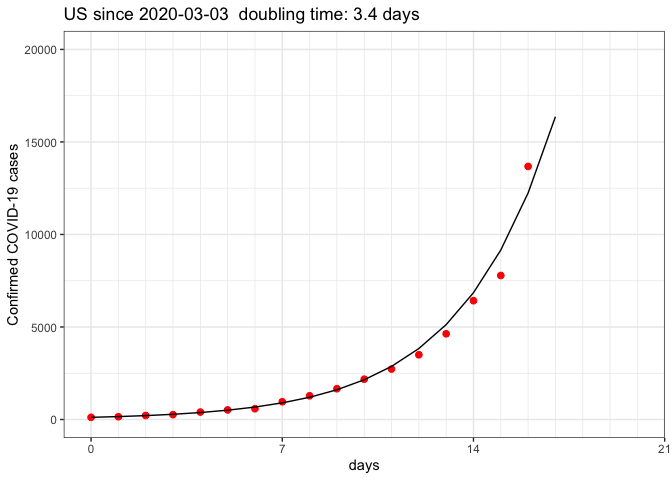 US since 2020-03-03  doubling time: 3.4 days
Confirmed COVID-19 cases
20000
15000
10000
5000
0
0 7 14 21
days